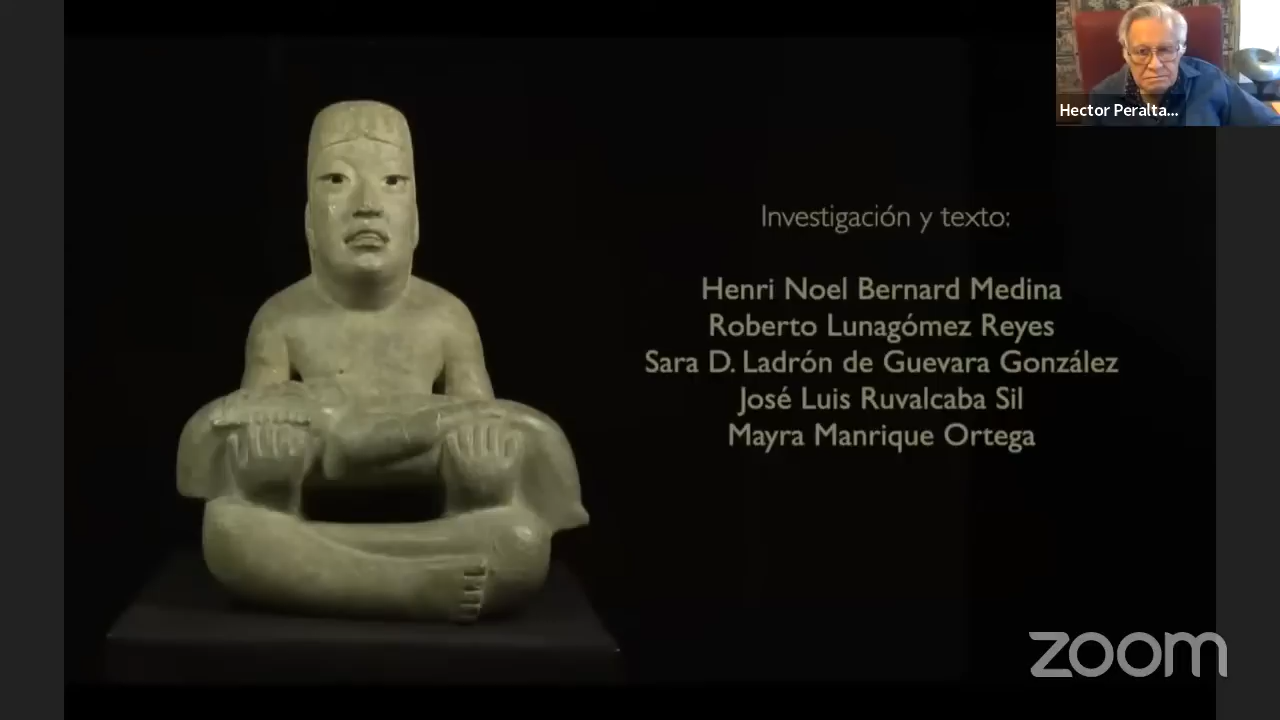 Hector Peralta...
Investigación y texto:
Henri Noel Bernard Medina
Roberto Lunagómez Reyes
Sara D. Ladrón de Guevara González
José Luis Ruvalcaba Sil
Mayra Manrique Ortega
zoom